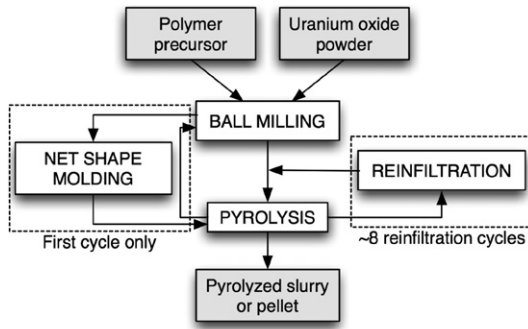 Polymer
precursor
Uranium oxide
powder
BALL MILLING
NET SHAPE
MOLDING
REINFILTRATION
PYROLYSIS
First cycle only
~8 reinfiltration cycles
Pyrolyzed slurry
or pellet